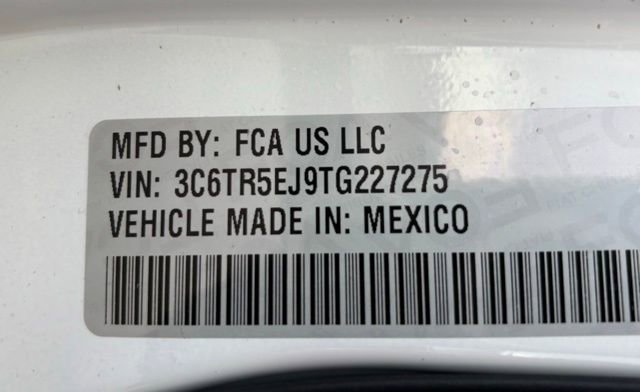 MFD BY: FCA US LLC
VIN: 3C6TR5EJ9TG227275
VEHICLE MADE IN: MEXICO